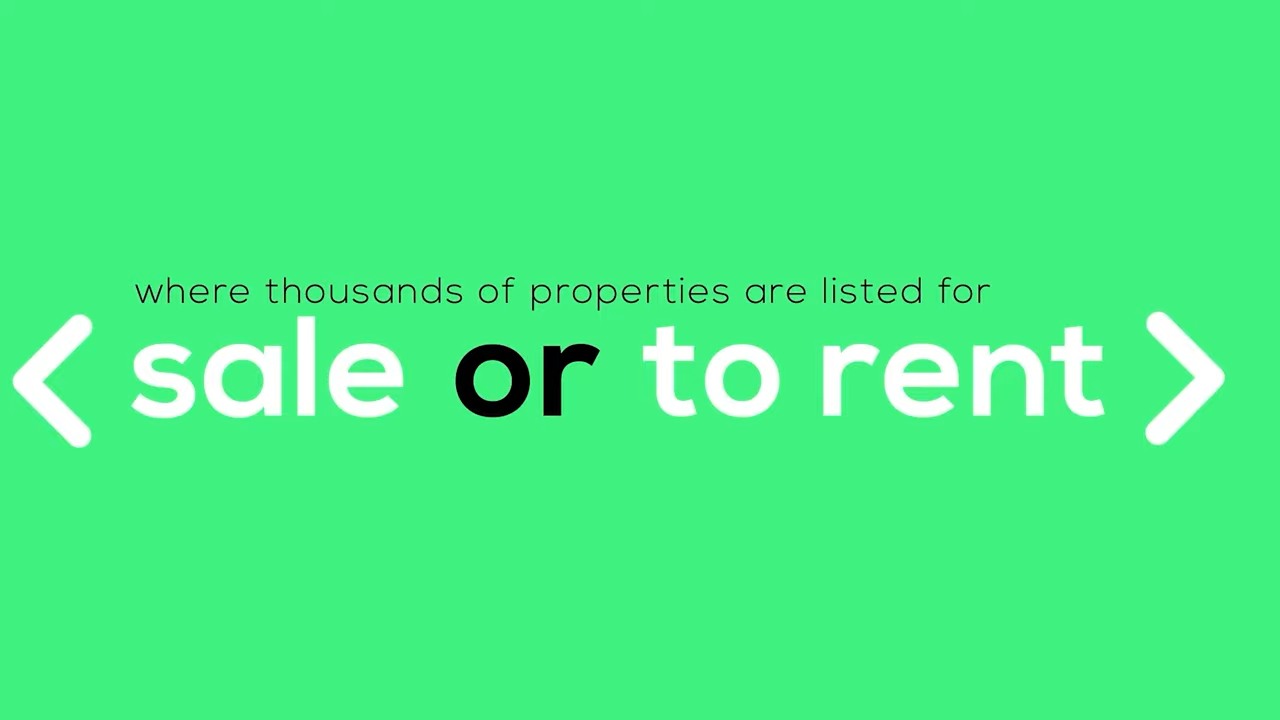 where thousands of properties are listed for
sale or to rent